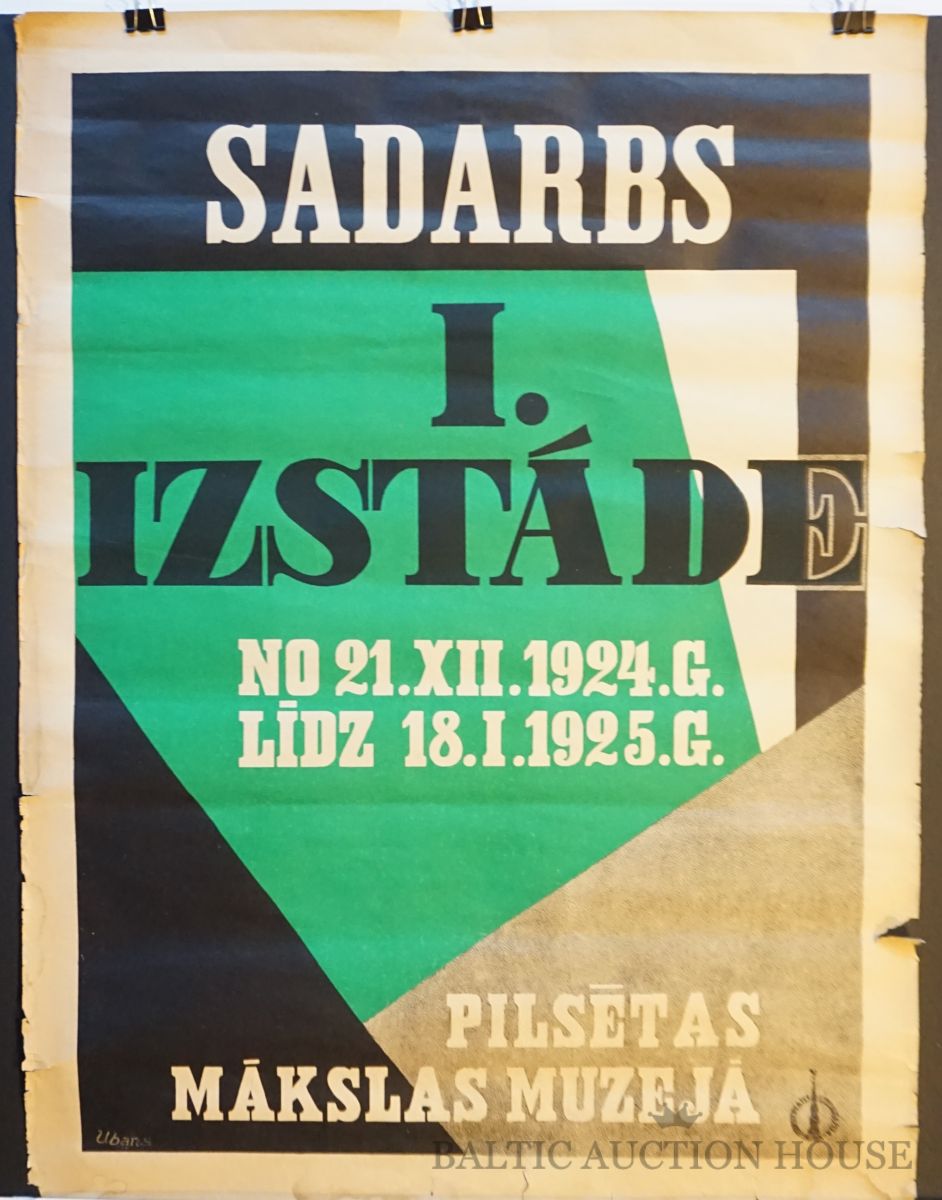 SADARBS
I.
IZSTÁDE
NO 21.XII.1924.G.
LĪDZ 18.I.1925.G.
PILSĒTAS
MĀKSLAS MUZEJĀ
Ubans
BALTIC AUCTION HOUSE